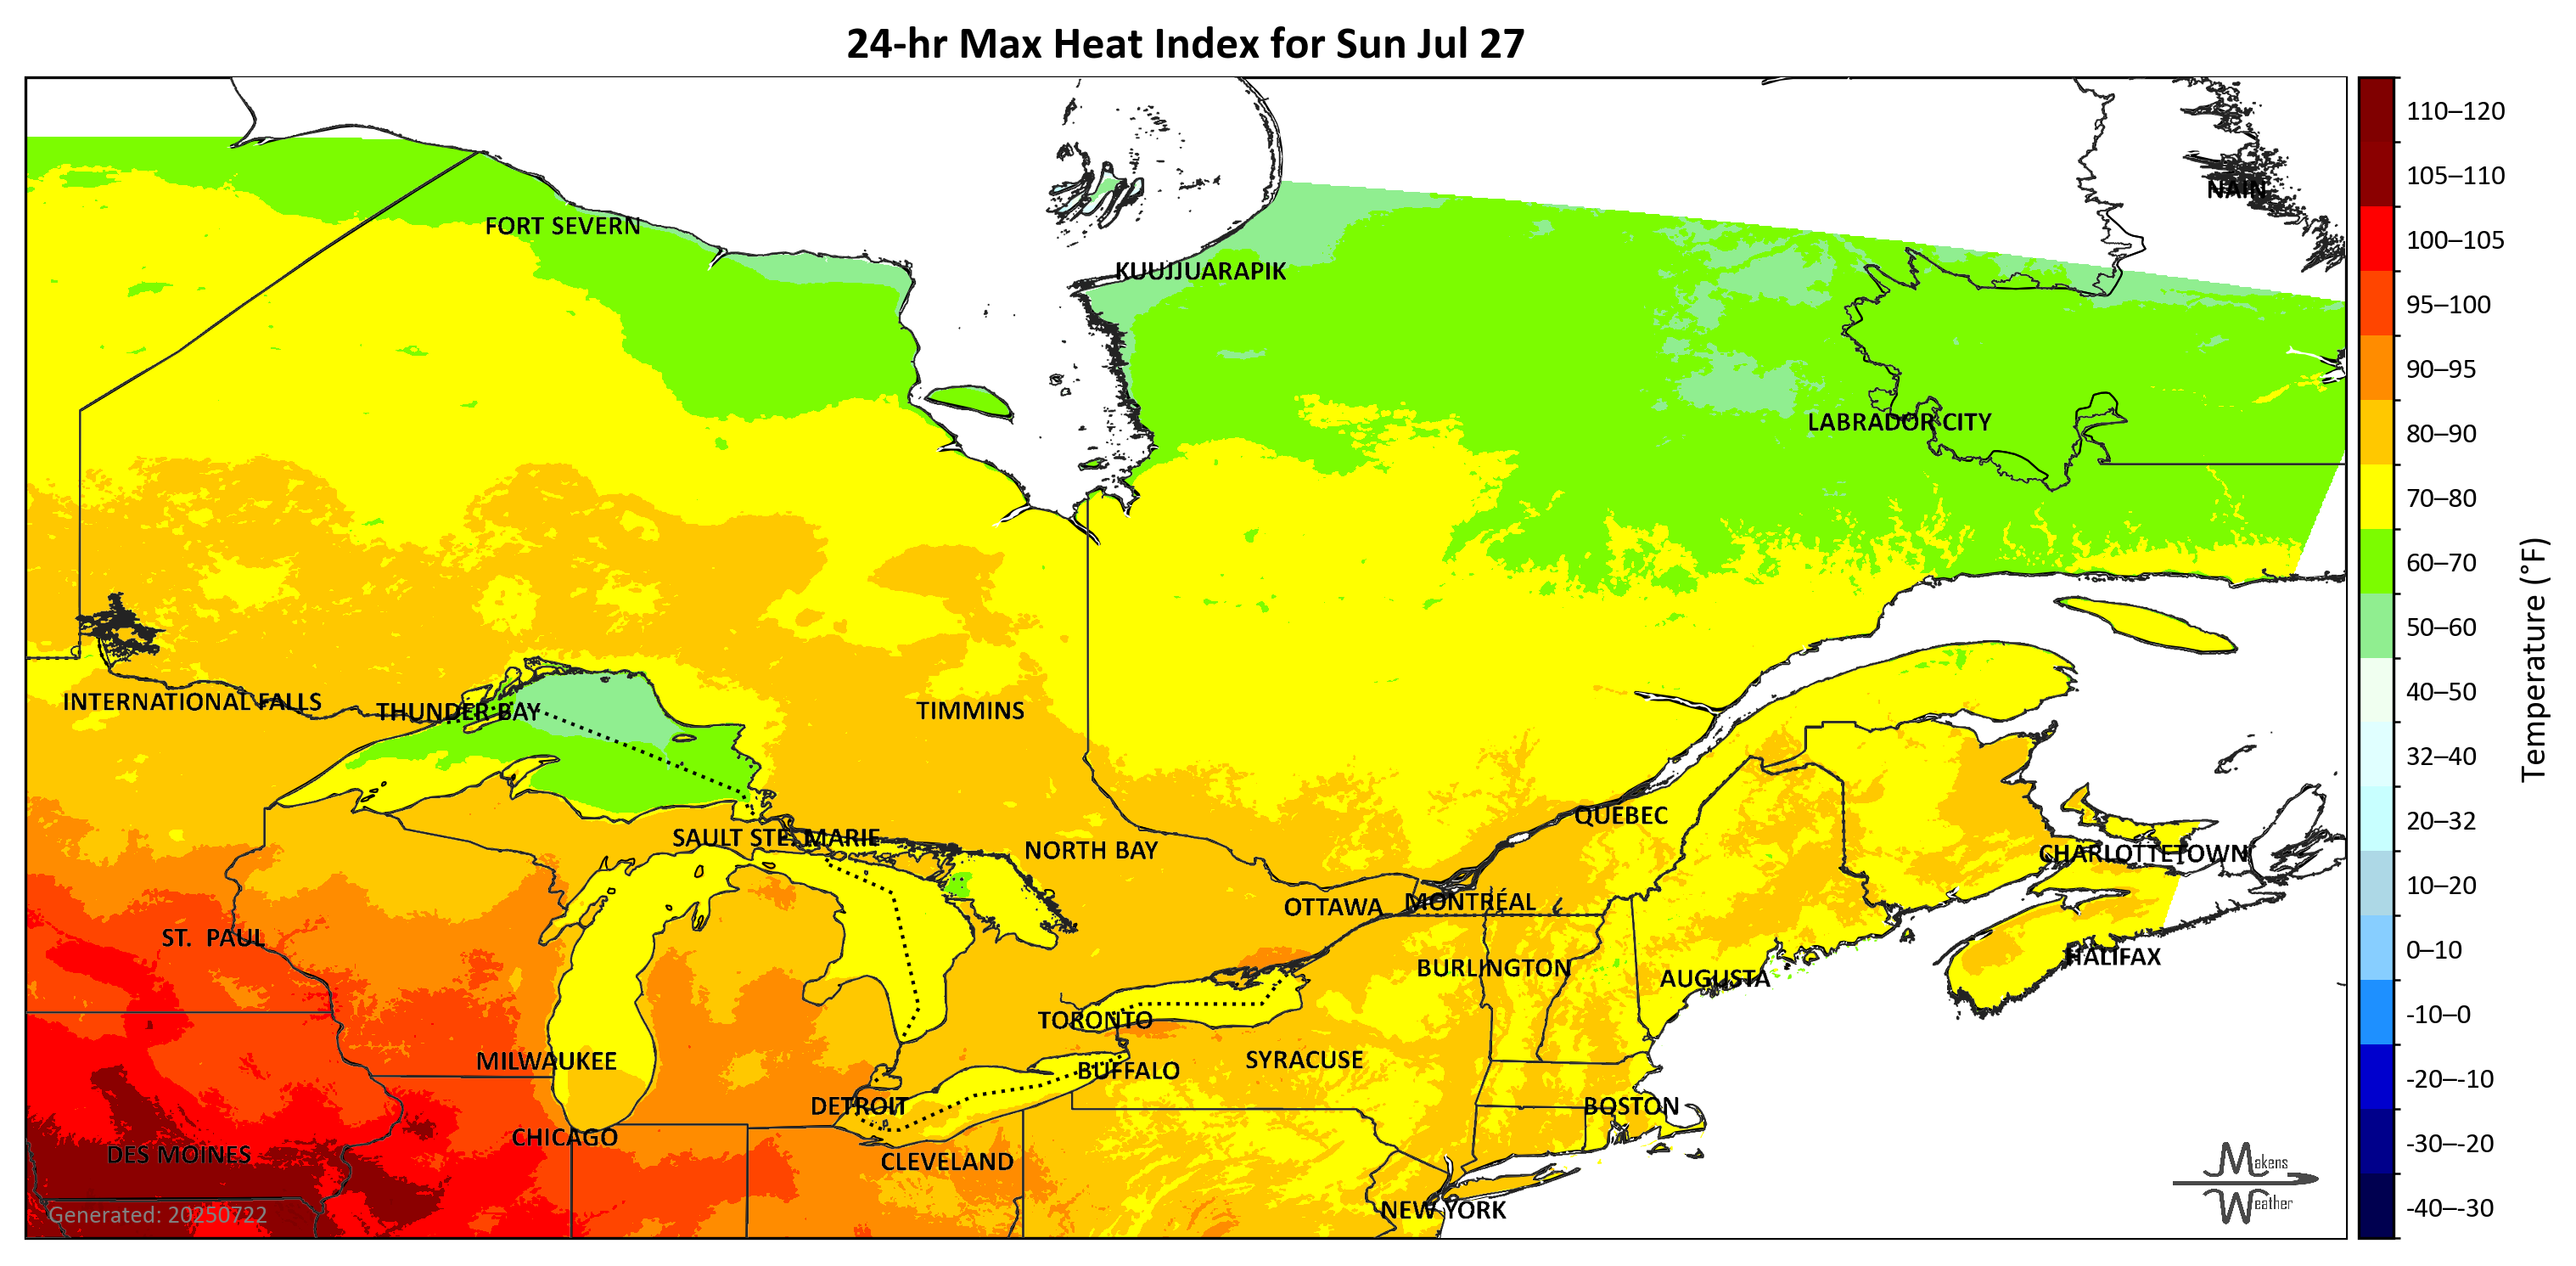 24-hr Max Heat Index for Sun Jul 27
NAIN
FORT SEVERN
KUUJJUARAPIK
LABRADOR CITY
INTERNATIONAL FALLS
THUNDER BAY
TIMMINS
QUEBEC
SAULT STE. MARIE
NORTH BAY
CHARLOTTETOWN
OTTAWA
MONTRÉAL
ST.  PAUL
HALIFAX
BURLINGTON
AUGUSTA
TORONTO
MILWAUKEE
SYRACUSE
BUFFALO
DETROIT
BOSTON
CHICAGO
DES MOINES
CLEVELAND
NEW YORK
Generated: 20250722
Makens
Weather
110–120
105–110
100–105
95–100
90–95
80–90
70–80
60–70
50–60
40–50
32–40
20–32
10–20
0–10
-10–0
-20–-10
-30–-20
-40–-30
Temperature (°F)